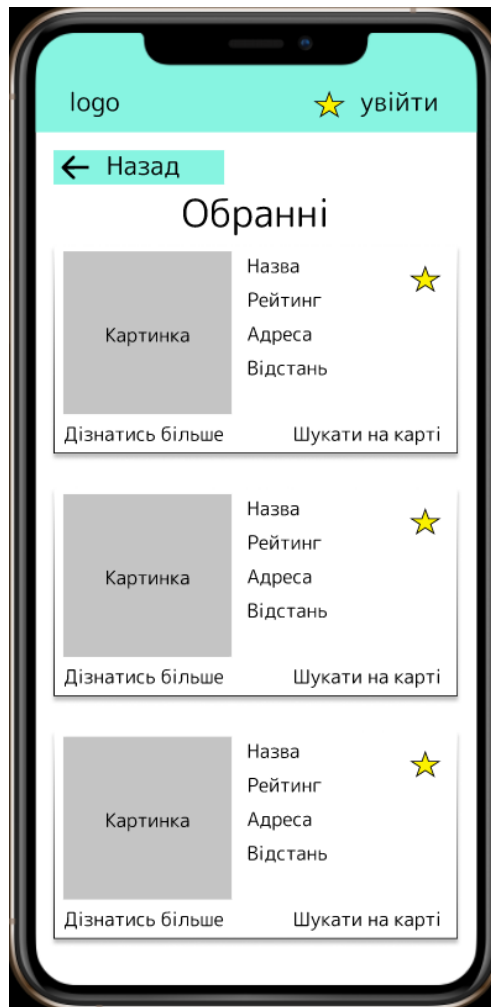 logo увійти
Назад
Обранні
Назва
Рейтинг
Картинка Адреса
Відстань
Дізнатись більше Шукати на карті
Назва
Рейтинг
Картинка Адреса
Відстань
Дізнатись більше Шукати на карті
Назва
Рейтинг
Картинка Адреса
Відстань
Дізнатись більше Шукати на карті